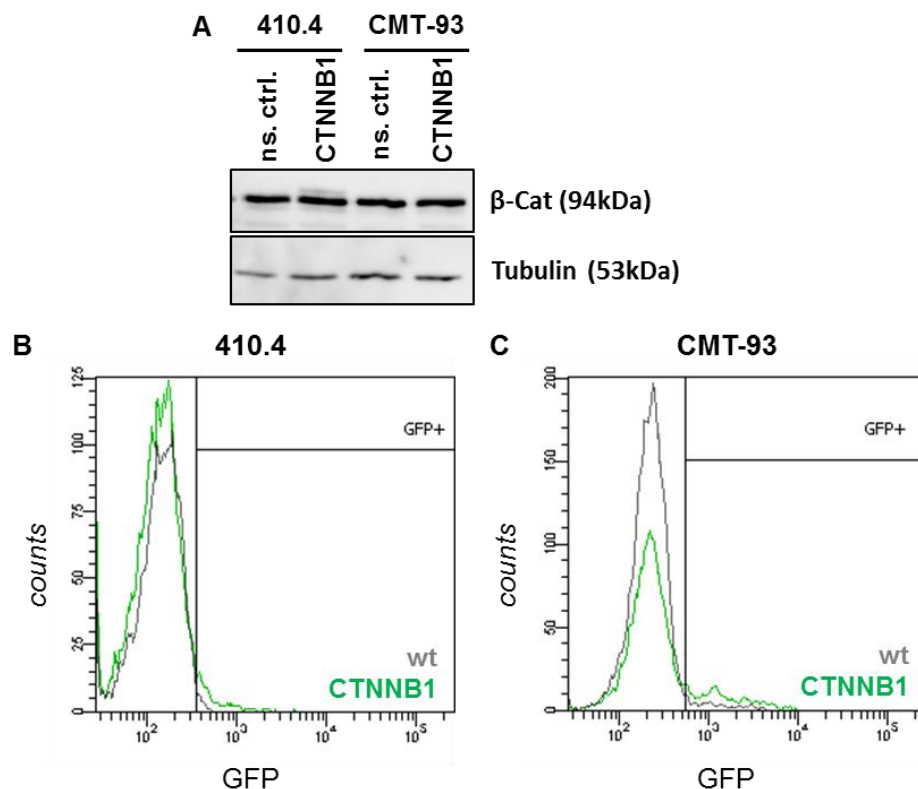 A
410.4 CMT-93
ns. ctrl. CTNNB1 ns. ctrl. CTNNB1
β-Cat (94kDa)
Tubulin (53kDa)
B 410.4
125
100
75
50
25
0
counts
GFP+
wt
CTNNB1
10² 10³ 10⁴ 10⁵
GFP
C CMT-93
200
150
100
50
0
counts
GFP+
wt
CTNNB1
10² 10³ 10⁴ 10⁵
GFP